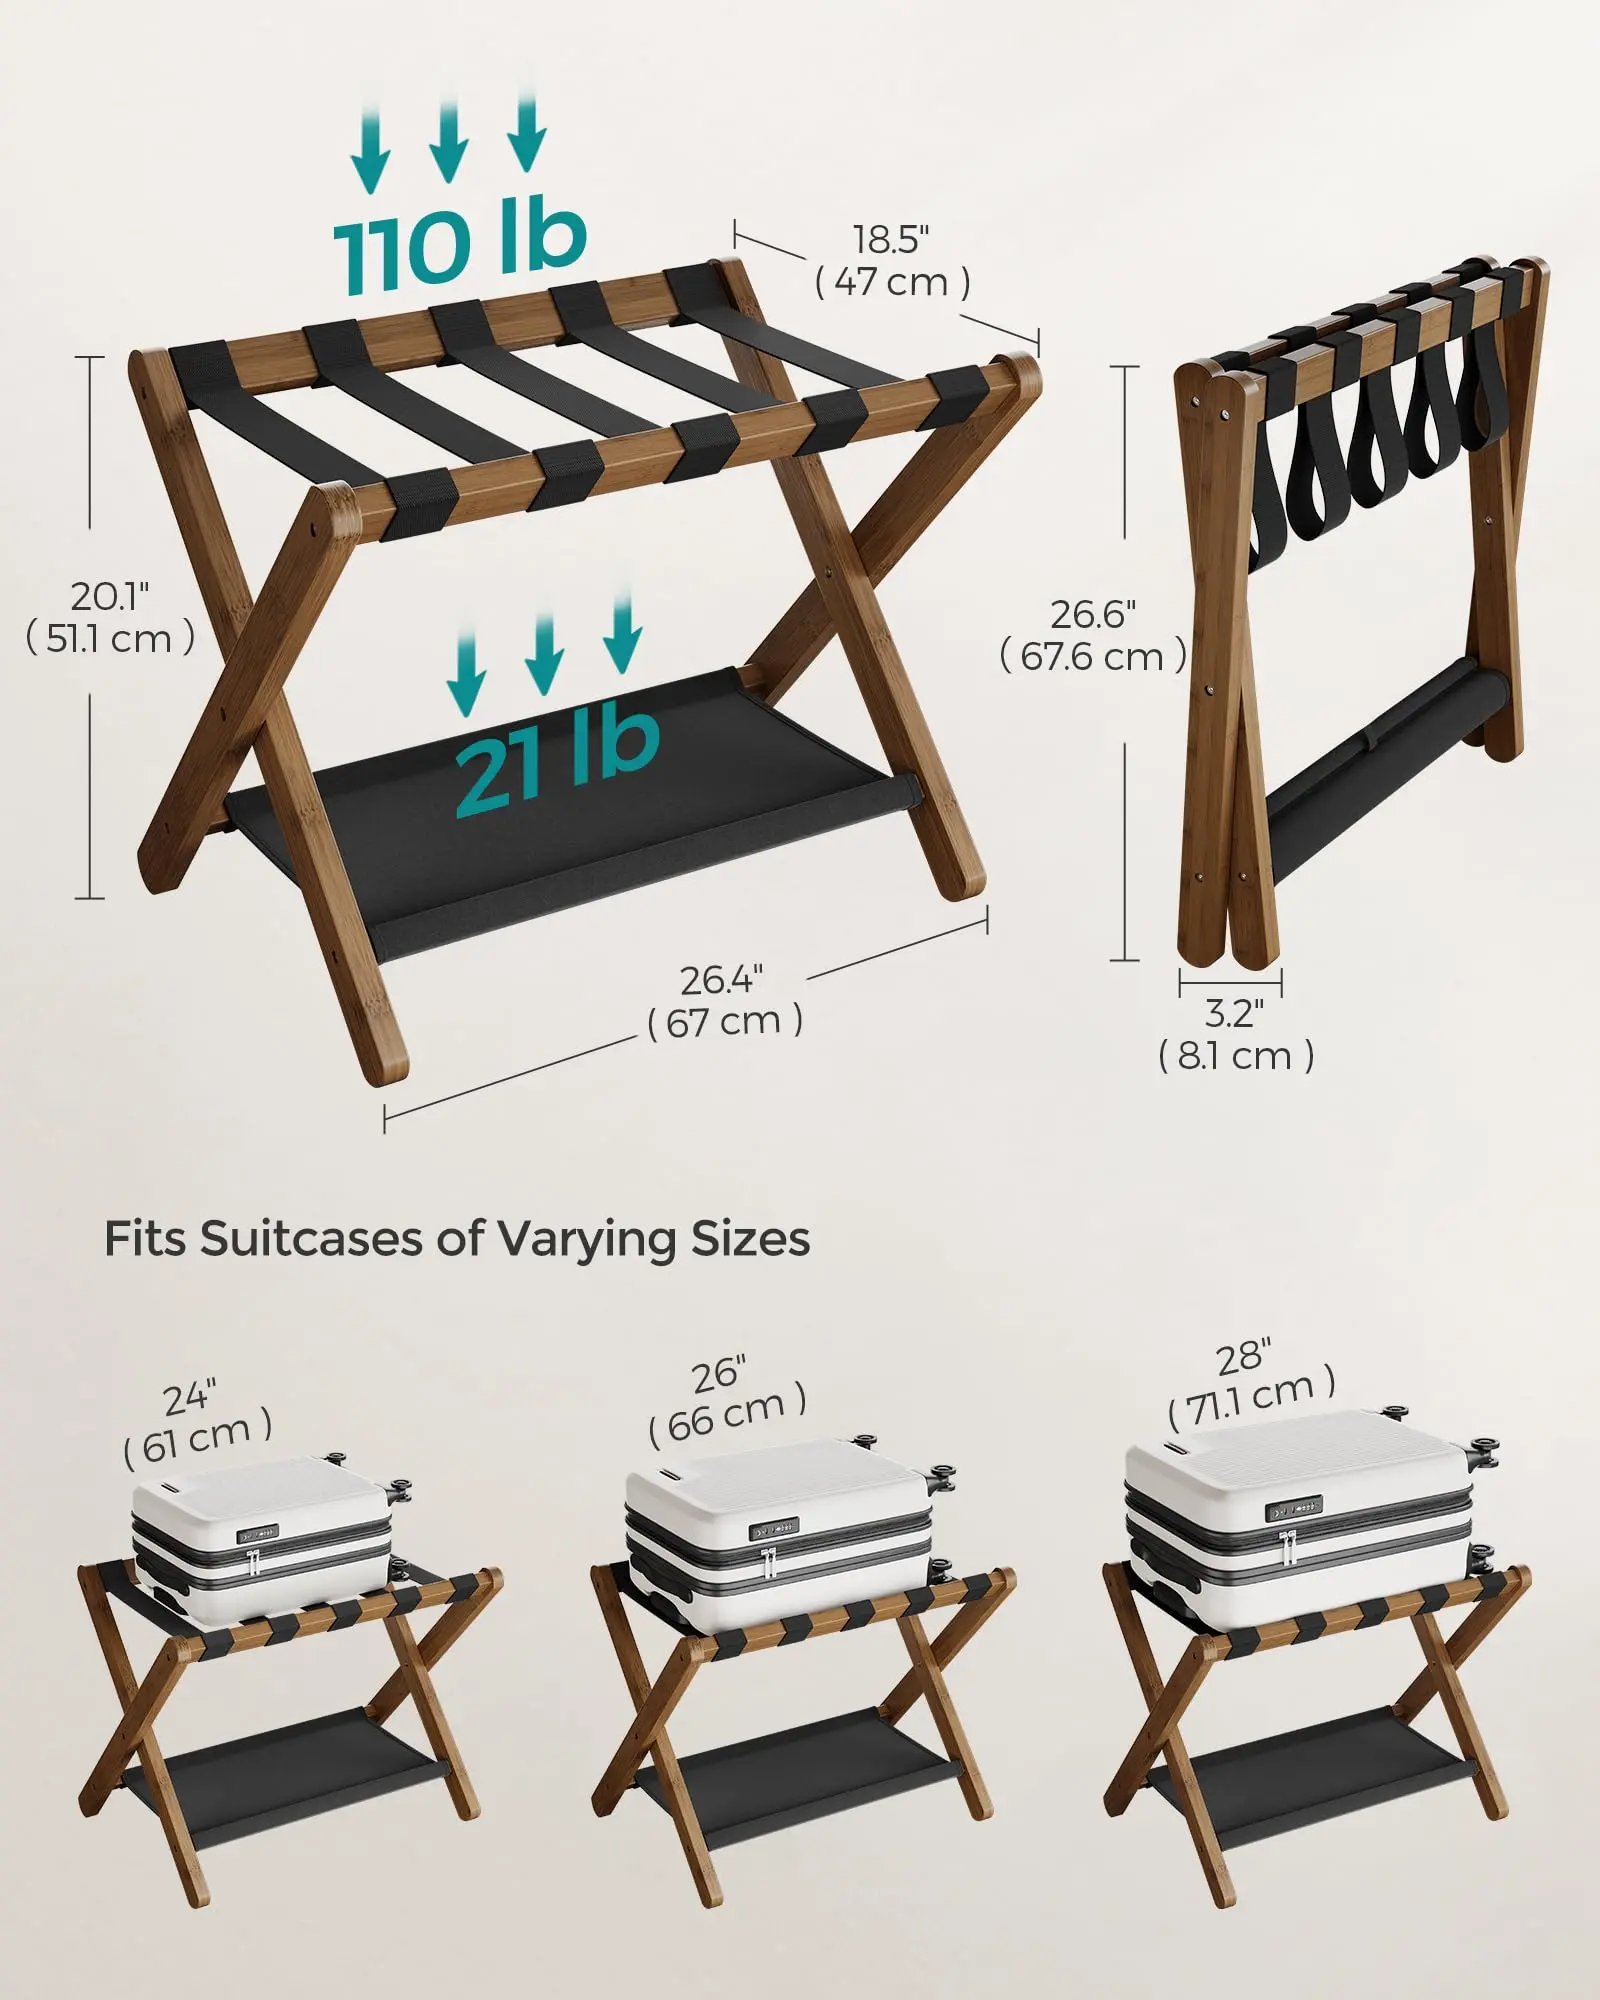 110 lb
18.5"
( 47 cm )
20.1"
( 51.1 cm )
21 lb
26.4"
( 67 cm )
26.6"
( 67.6 cm )
3.2"
( 8.1 cm )
Fits Suitcases of Varying Sizes
24"
( 61 cm )
26"
( 66 cm )
28"
( 71.1 cm )